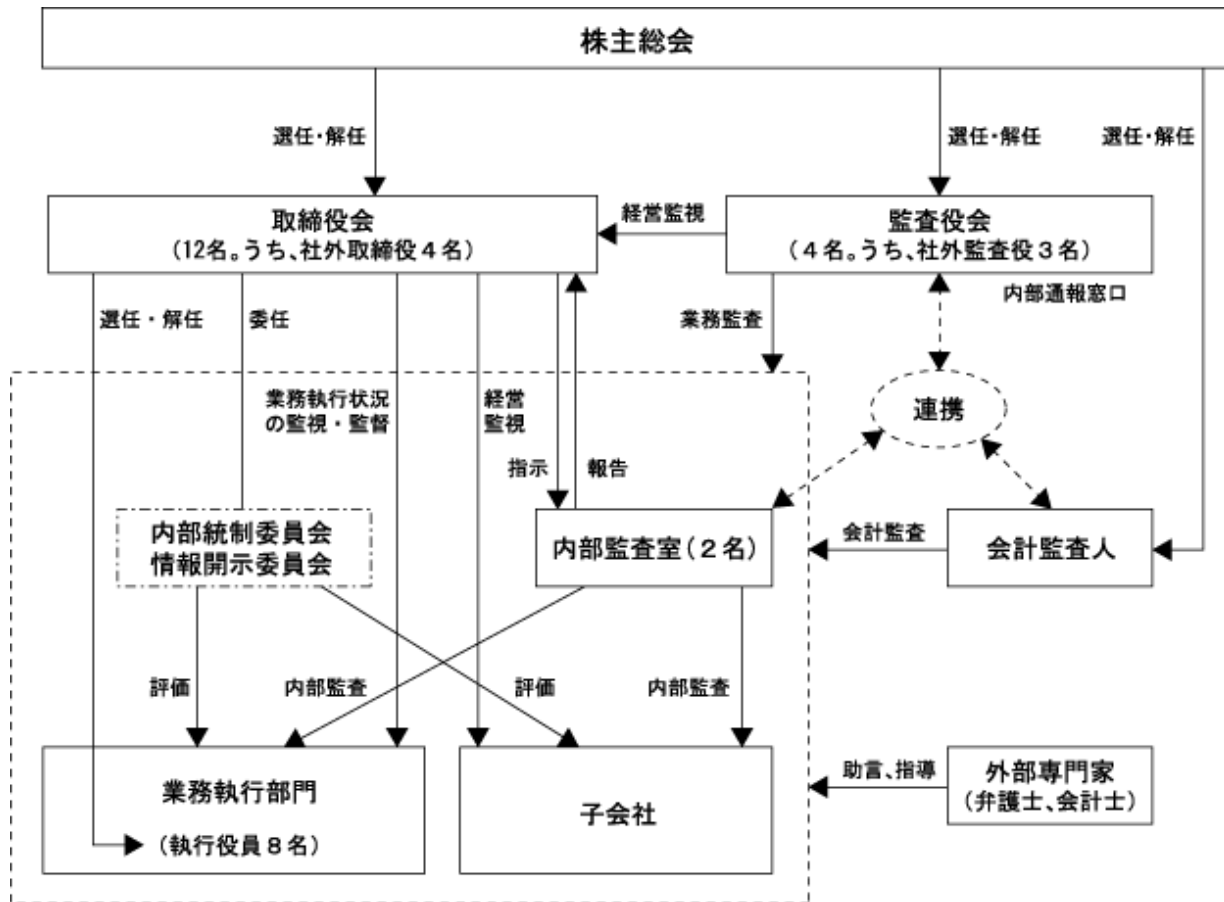 株主総会
選任・解任
選任・解任
選任・解任
取締役会
(12名。うち、社外取締役4名)
経営監視
監査役会
(4名。うち、社外監査役3名)
内部通報窓口
選任・解任
委任
業務監査
業務執行状況
の監視・監督
経営
監視
連携
指示
報告
内部統制委員会
情報開示委員会
内部監査室(2名)
会計監査
会計監査人
評価
内部監査
評価
内部監査
業務執行部門
(執行役員8名)
子会社
助言、指導
外部専門家
(弁護士、会計士)